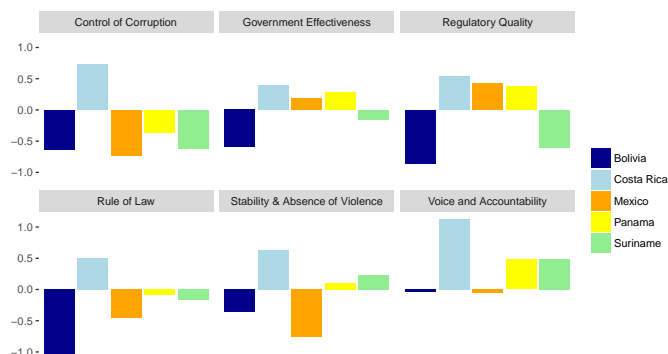 Control of Corruption
Government Effectiveness
Regulatory Quality
1.0
0.5
0.0
−0.5
−1.0
Bolivia
Costa Rica
Mexico
Panama
Suriname
Rule of Law
Stability & Absence of Violence
Voice and Accountability
1.0
0.5
0.0
−0.5
−1.0